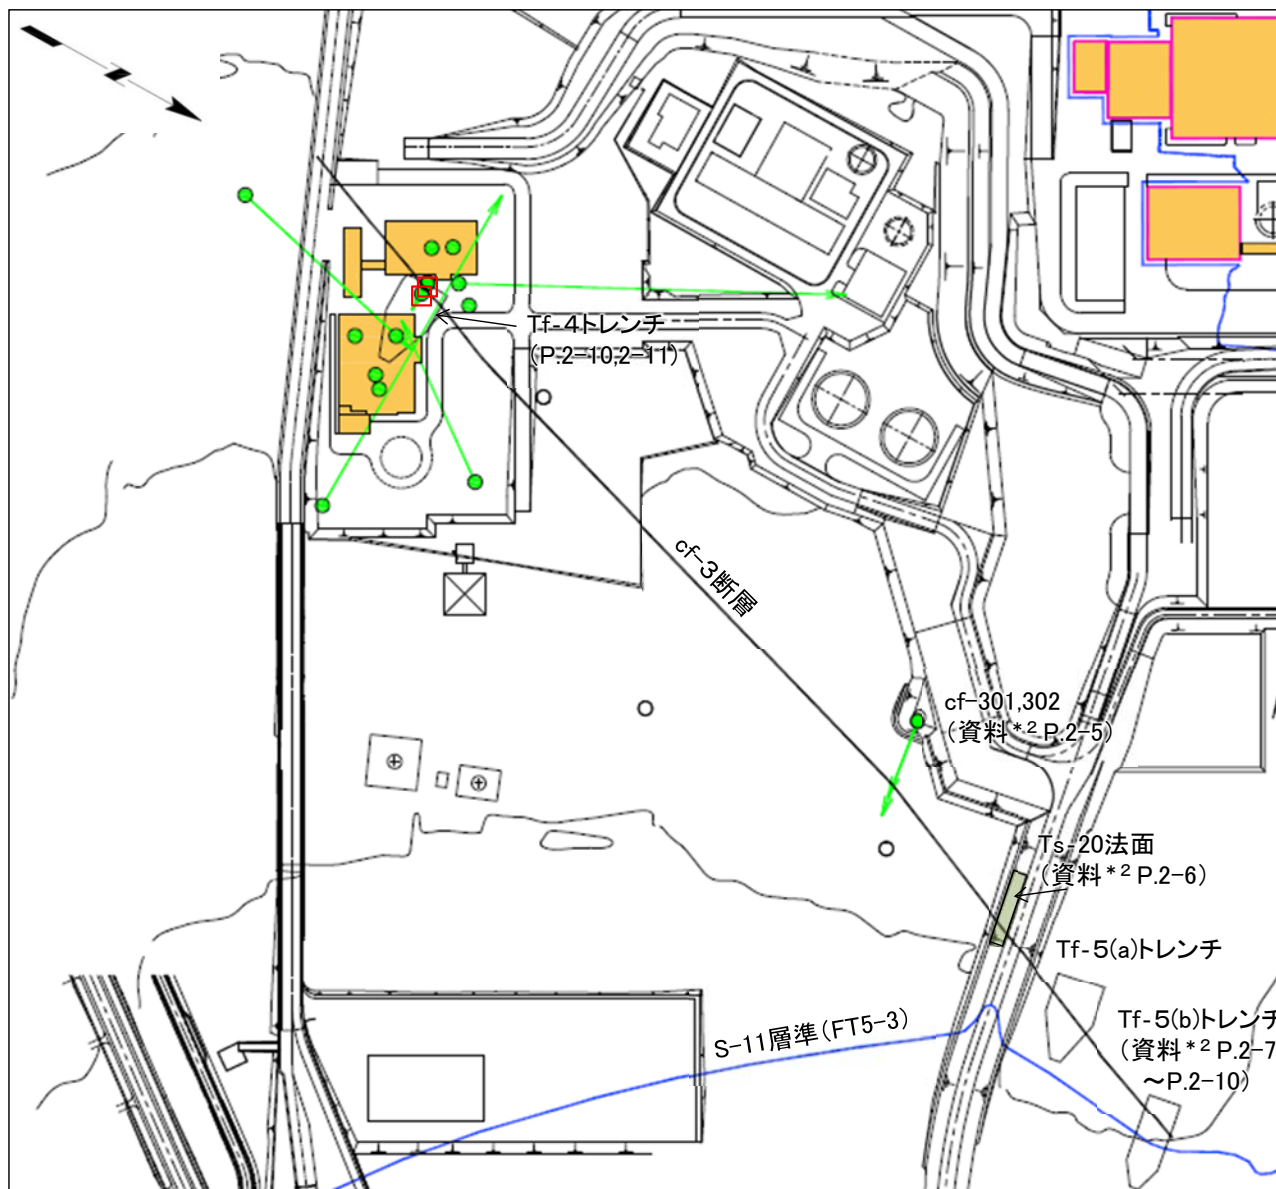 Tf-4トレンチ
(P.2-10,2-11)
cf-3断層
cf-301,302
(資料*2 P.2-5)
Ts-20法面
(資料*2 P.2-6)
Tf-5(a)トレンチ
Tf-5(b)トレンチ
(資料*2 P.2-7
～P.2-10)
S-11層準(FT5-3)